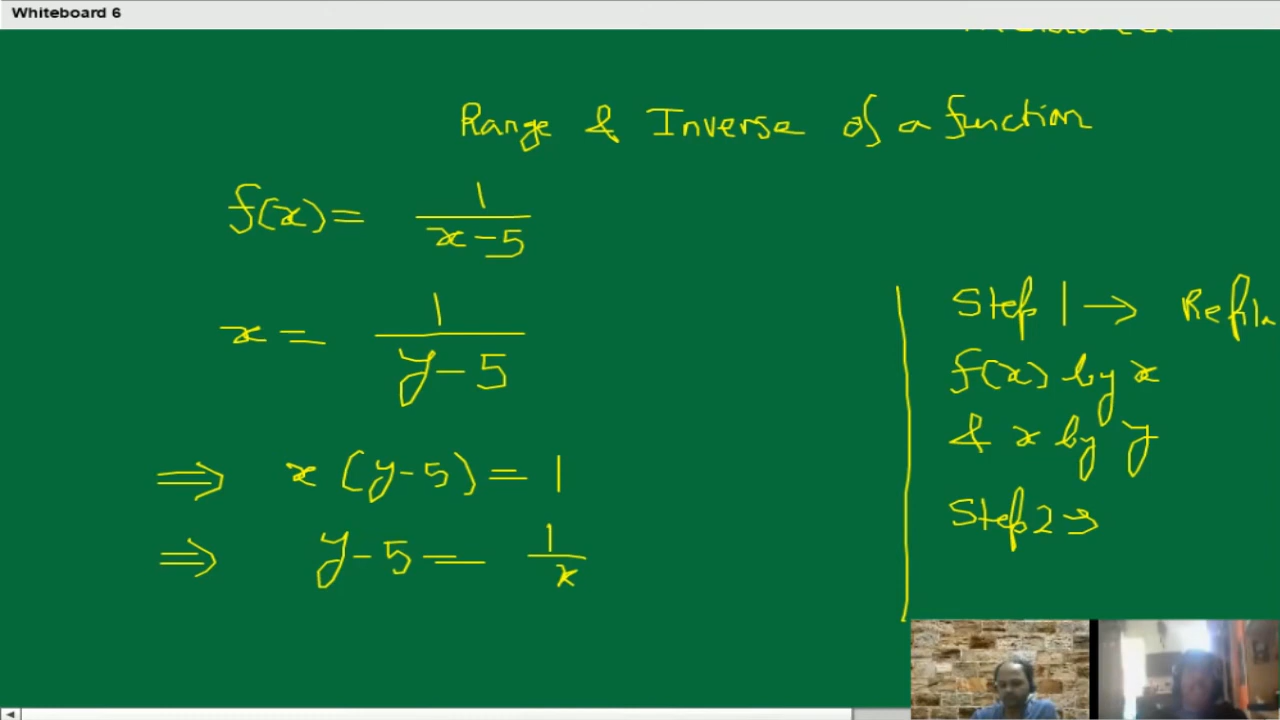 Whiteboard 6
Range & Inverse of a function
f(x) = 1/(x-5)
x = 1/(y-5)
⇒ x (y-5) = 1
⇒ y-5 = 1/x
Step 1 →
f(x) by x
& x by y
Step 2 →